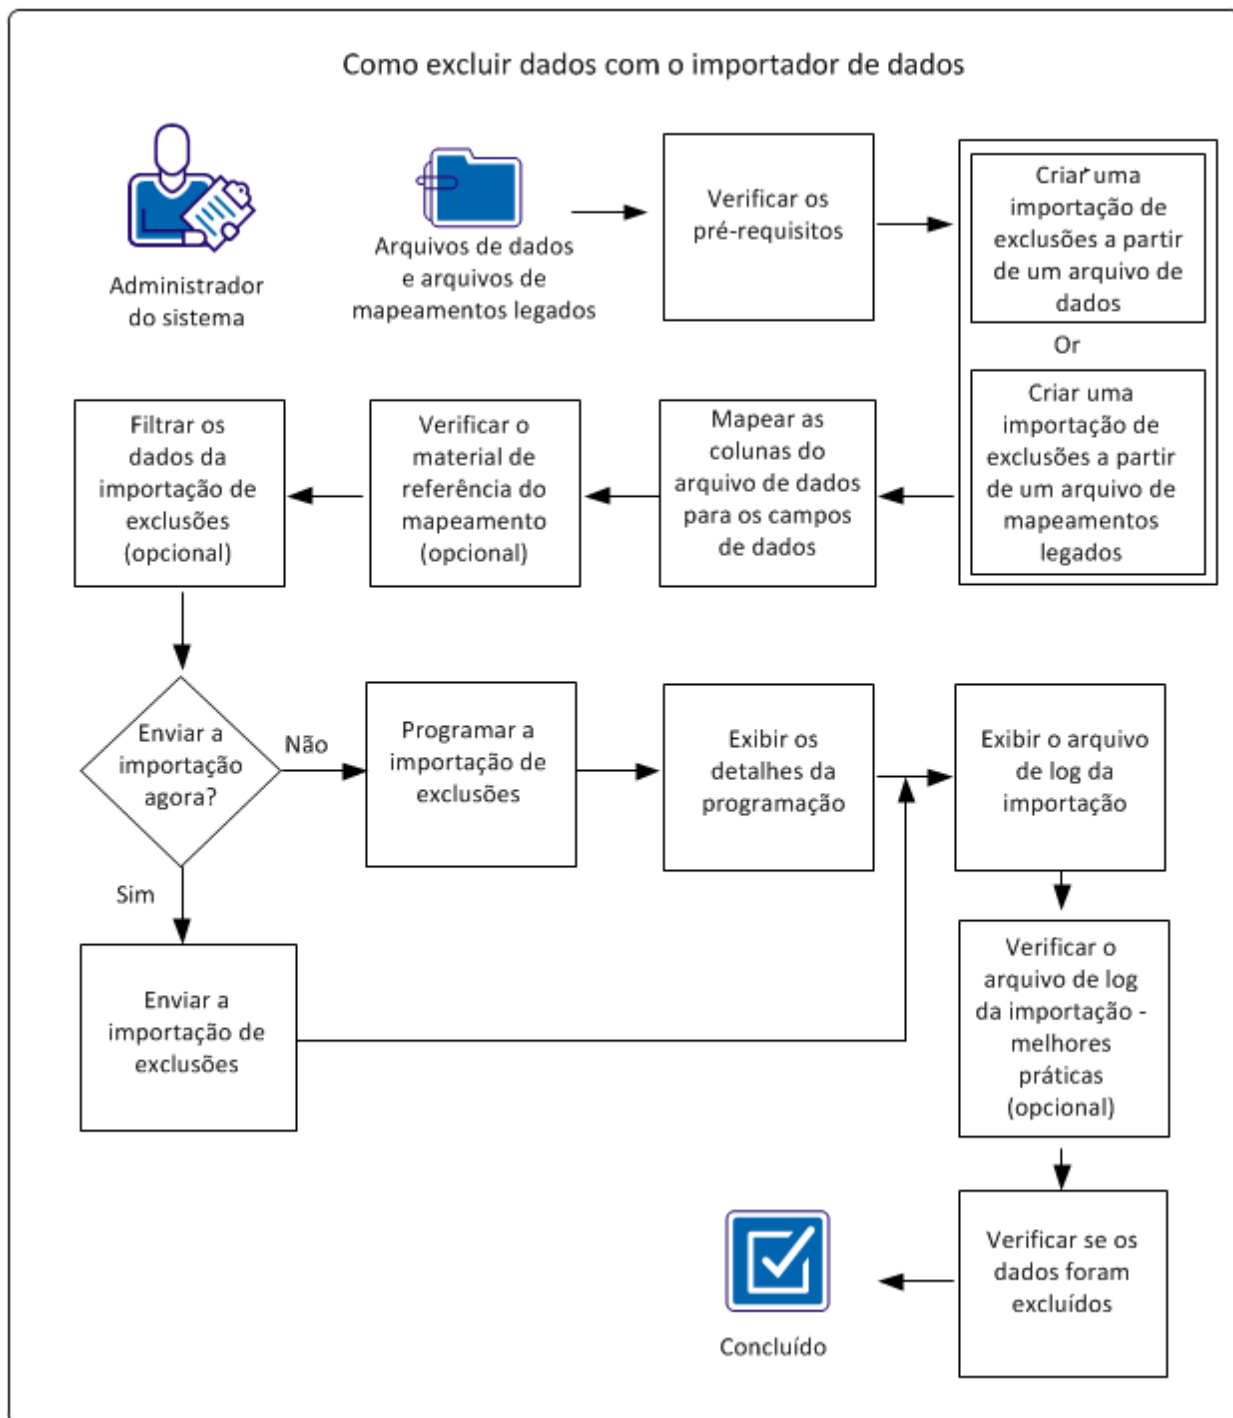 Como excluir dados com o importador de dados
Administrador
do sistema
Arquivos de dados
e arquivos de
mapeamentos legados
Verificar os
pré-requisitos
Criar uma
importação de
exclusões a partir
de um arquivo de
dados
Or
Criar uma
importação de
exclusões a partir
de um arquivo de
mapeamentos
legados
Mapear as
colunas do
arquivo de dados
para os campos
de dados
Verificar o
material de
referência do
mapeamento
(opcional)
Filtrar os
dados da
importação de
exclusões
(opcional)
Enviar a
importação
agora?
Não
Programar a
importação de
exclusões
Exibir os
detalhes da
programação
Exibir o arquivo
de log da
importação
Sim
Enviar a
importação de
exclusões
Verificar o
arquivo de log
da importação -
melhores
práticas
(opcional)
Verificar se os
dados foram
excluídos
Concluído